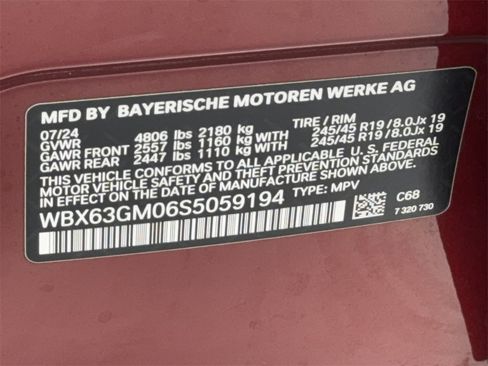 MFD BY BAYERISCHE MOTOREN WERKE AG
07/24 TIRE / RIM
GVWR 4806 lbs 2180 kg
GAWR FRONT 2557 lbs 1160 kg WITH 245/45 R19 / 8.0Jx 19
GAWR REAR 2447 lbs 1110 kg WITH 245/45 R19 / 8.0Jx 19
THIS VEHICLE CONFORMS TO ALL APPLICABLE U.S. FEDERAL
MOTOR VEHICLE SAFETY, BUMPER, AND THEFT PREVENTION STANDARDS
IN EFFECT ON THE DATE OF MANUFACTURE SHOWN ABOVE.
WBX63GM06S5059194 TYPE: MPV
C68
7 320 730